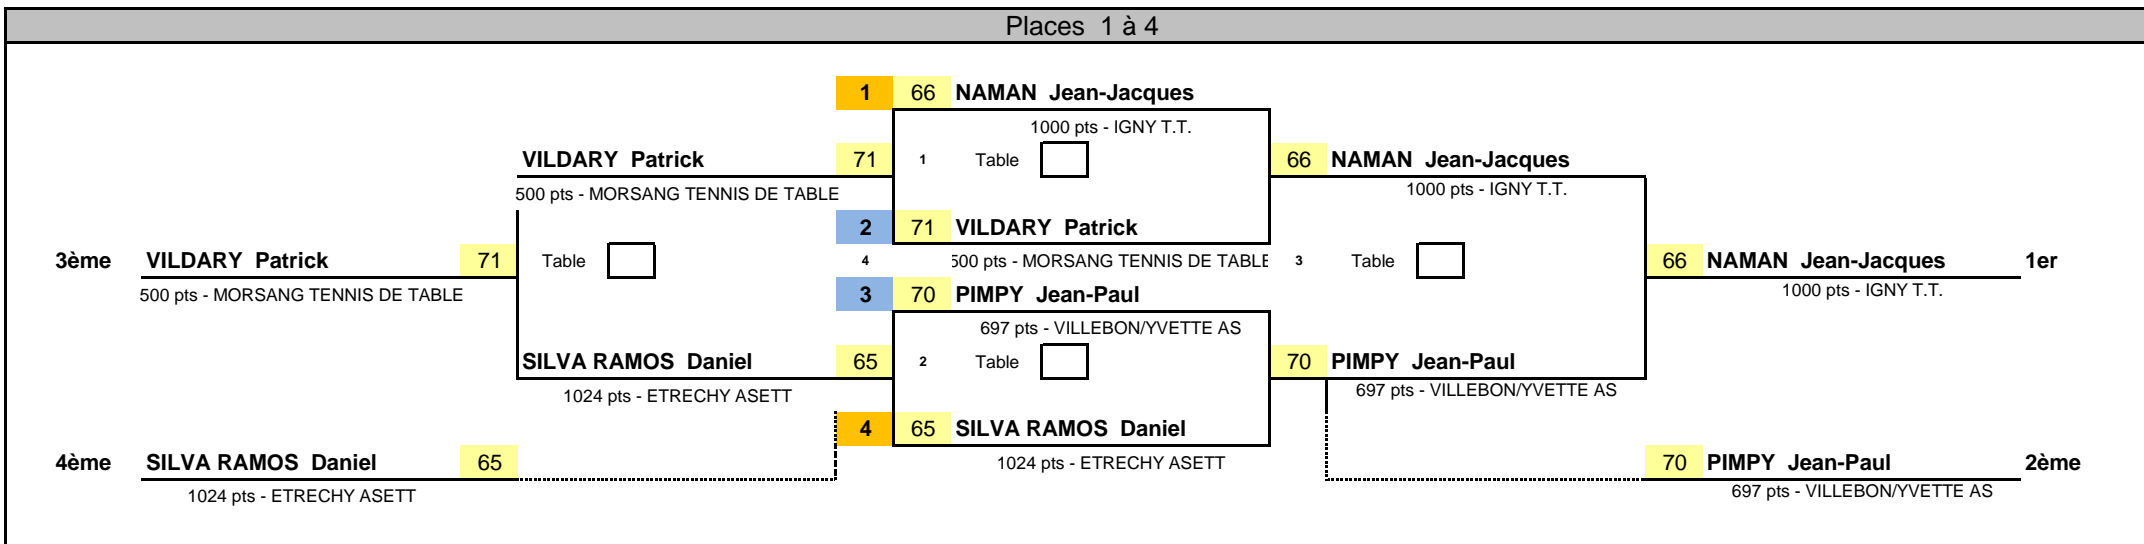 Places 1 à 4
1 66 NAMAN Jean-Jacques
1000 pts - IGNY T.T.
VILDARY Patrick 71 1 Table 66 NAMAN Jean-Jacques
500 pts - MORSANG TENNIS DE TABLE 1000 pts - IGNY T.T.
2 71 VILDARY Patrick
3ème VILDARY Patrick 71 Table 4 500 pts - MORSANG TENNIS DE TABLE 3 Table 66 NAMAN Jean-Jacques 1er
500 pts - MORSANG TENNIS DE TABLE 3 70 PIMPY Jean-Paul 1000 pts - IGNY T.T.
697 pts - VILLEBON/YVETTE AS
SILVA RAMOS Daniel 65 2 Table 70 PIMPY Jean-Paul
1024 pts - ETRECHY ASETT 697 pts - VILLEBON/YVETTE AS
4 65 SILVA RAMOS Daniel
4ème SILVA RAMOS Daniel 65 1024 pts - ETRECHY ASETT 70 PIMPY Jean-Paul 2ème
1024 pts - ETRECHY ASETT 697 pts - VILLEBON/YVETTE AS